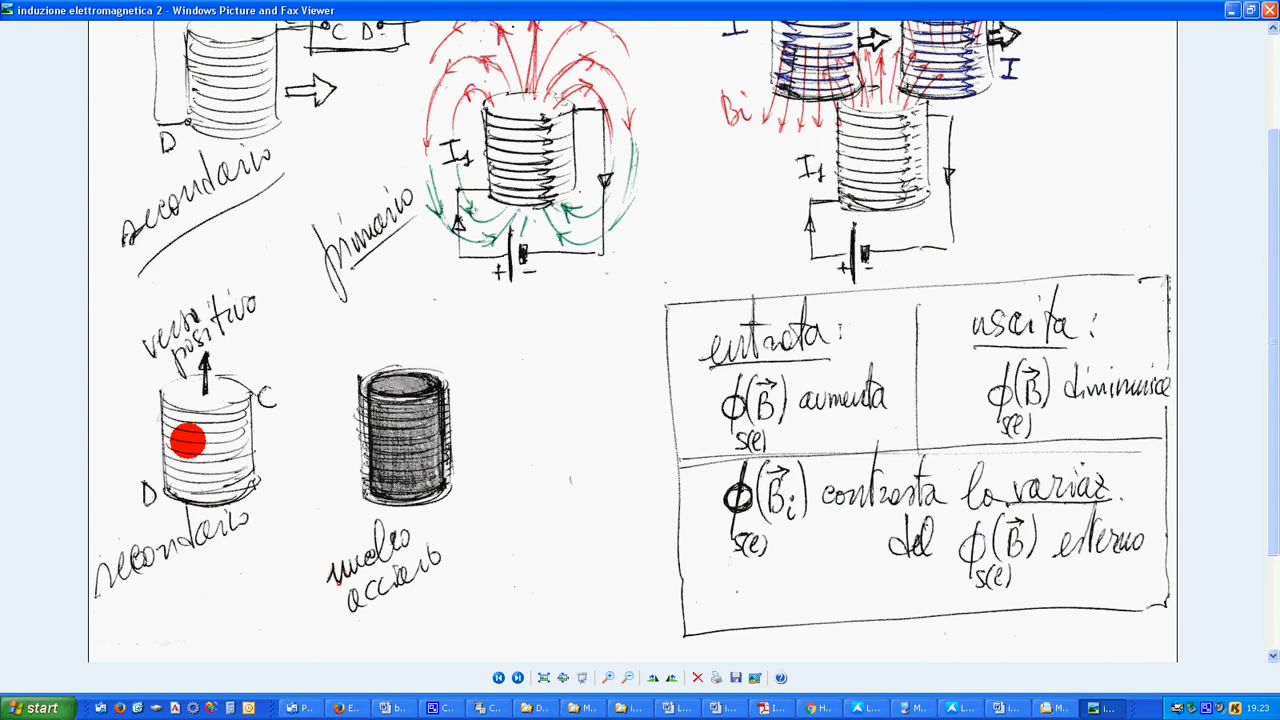 induzione elettromagnetica 2 - Windows Picture and Fax Viewer
C D
I
I
D
secondario
I1
primario
+ -
Bi
I1
+ -
verso
positivo
C
D
secondario
nucleo
acciaio
entrata:
ϕ(B⃗) aumenta
S(e)
uscita:
ϕ(B⃗) diminuisce
S(e)
ϕ(B⃗i) contrasta la variaz.
S(e)
del ϕ(B⃗) esterno
S(e)
start
P...
E...
b...
C...
C...
D...
M...
i...
L...
i...
I...
H...
L...
M...
L...
i...
M...
i...
19.23